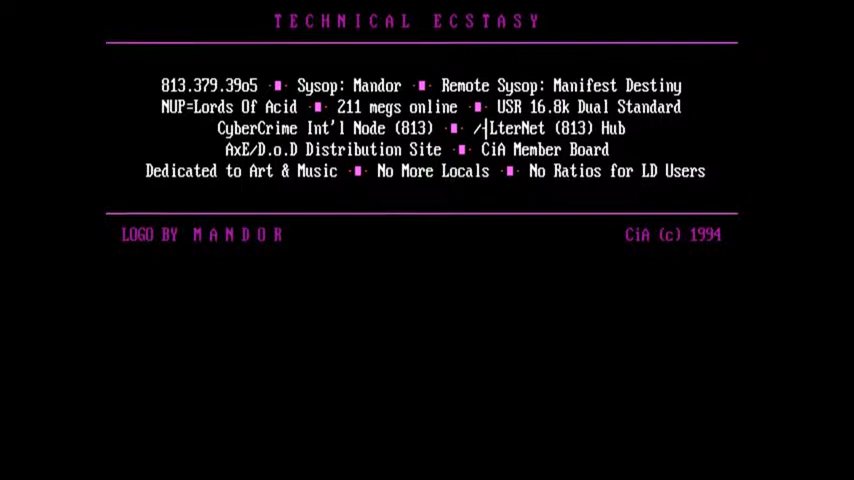 TECHNICAL ECSTASY
813.379.39o5 ·■· Sysop: Mandor ·■· Remote Sysop: Manifest Destiny
NUP=Lords Of Acid ·■· 211 megs online ·■· USR 16.8k Dual Standard
CyberCrime Int'l Node (813) ·■· /┤LterNet (813) Hub
AxE/D.o.D Distribution Site ·■· CiA Member Board
Dedicated to Art & Music ·■· No More Locals ·■· No Ratios for LD Users
LOGO BY M A N D O R
CiA (c) 1994